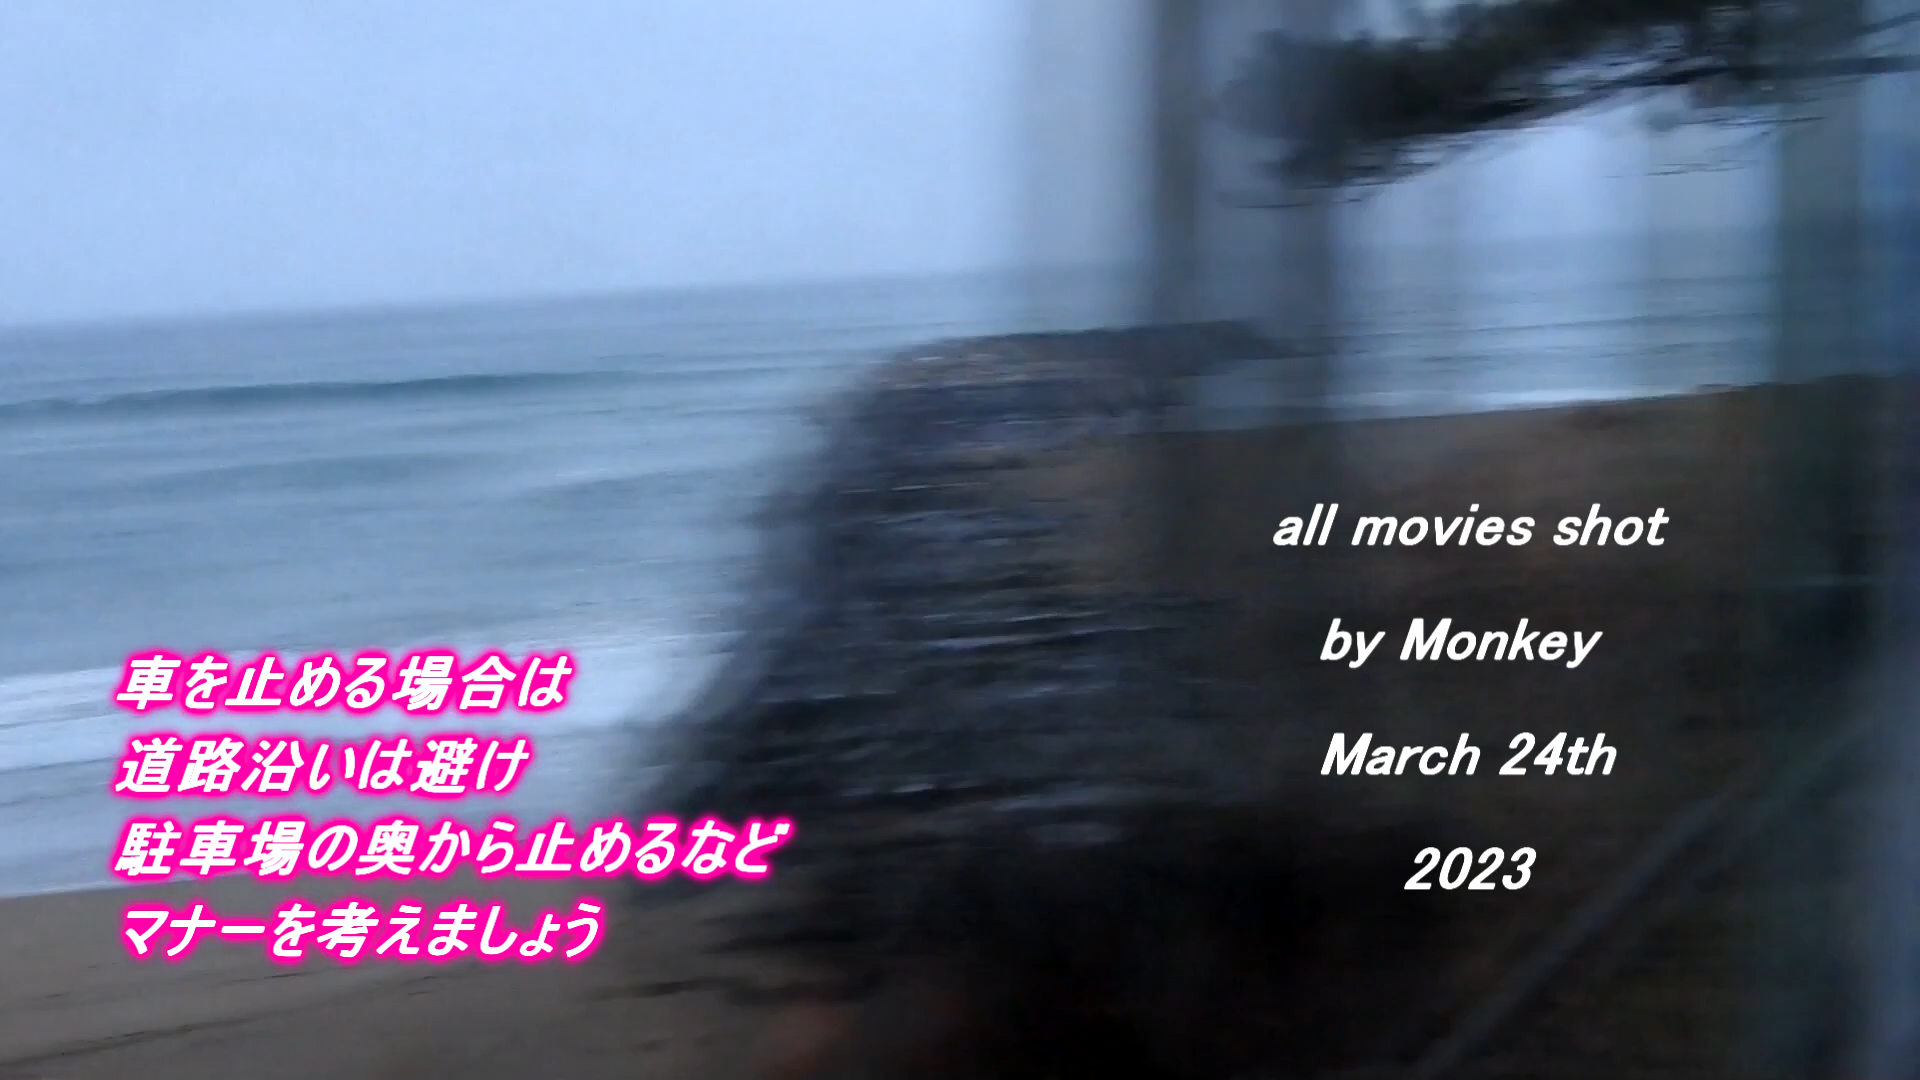 車を止める場合は
道路沿いは避け
駐車場の奥から止めるなど
マナーを考えましょう
all movies shot
by Monkey
March 24th
2023